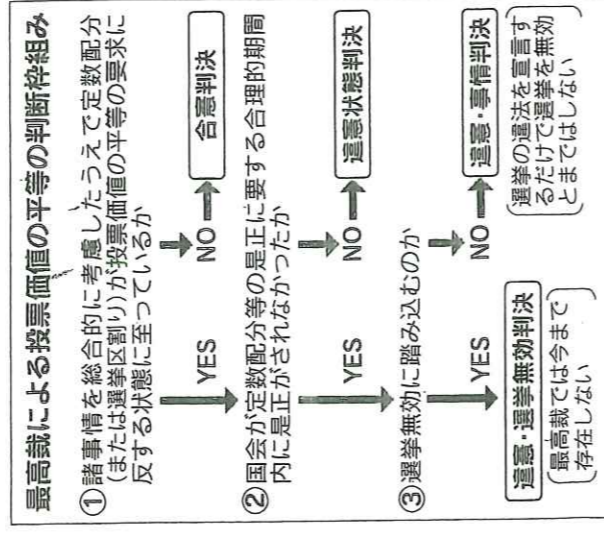 最高裁による投票価値の平等の判断枠組み
①諸事情を総合的に考慮したうえで定数配分
(または選挙区割り)が投票価値の平等の要求に
反する状態に至っているか
YES
NO
合憲判決
②国会が定数配分等の是正に要する合理的期間
内に是正がされなかったか
YES
NO
違憲状態判決
③選挙無効に踏み込むのか
YES
NO
違憲・選挙無効判決
違憲・事情判決
最高裁では今まで
存在しない
選挙の違法を宣言す
るだけで選挙を無効
とまではしない